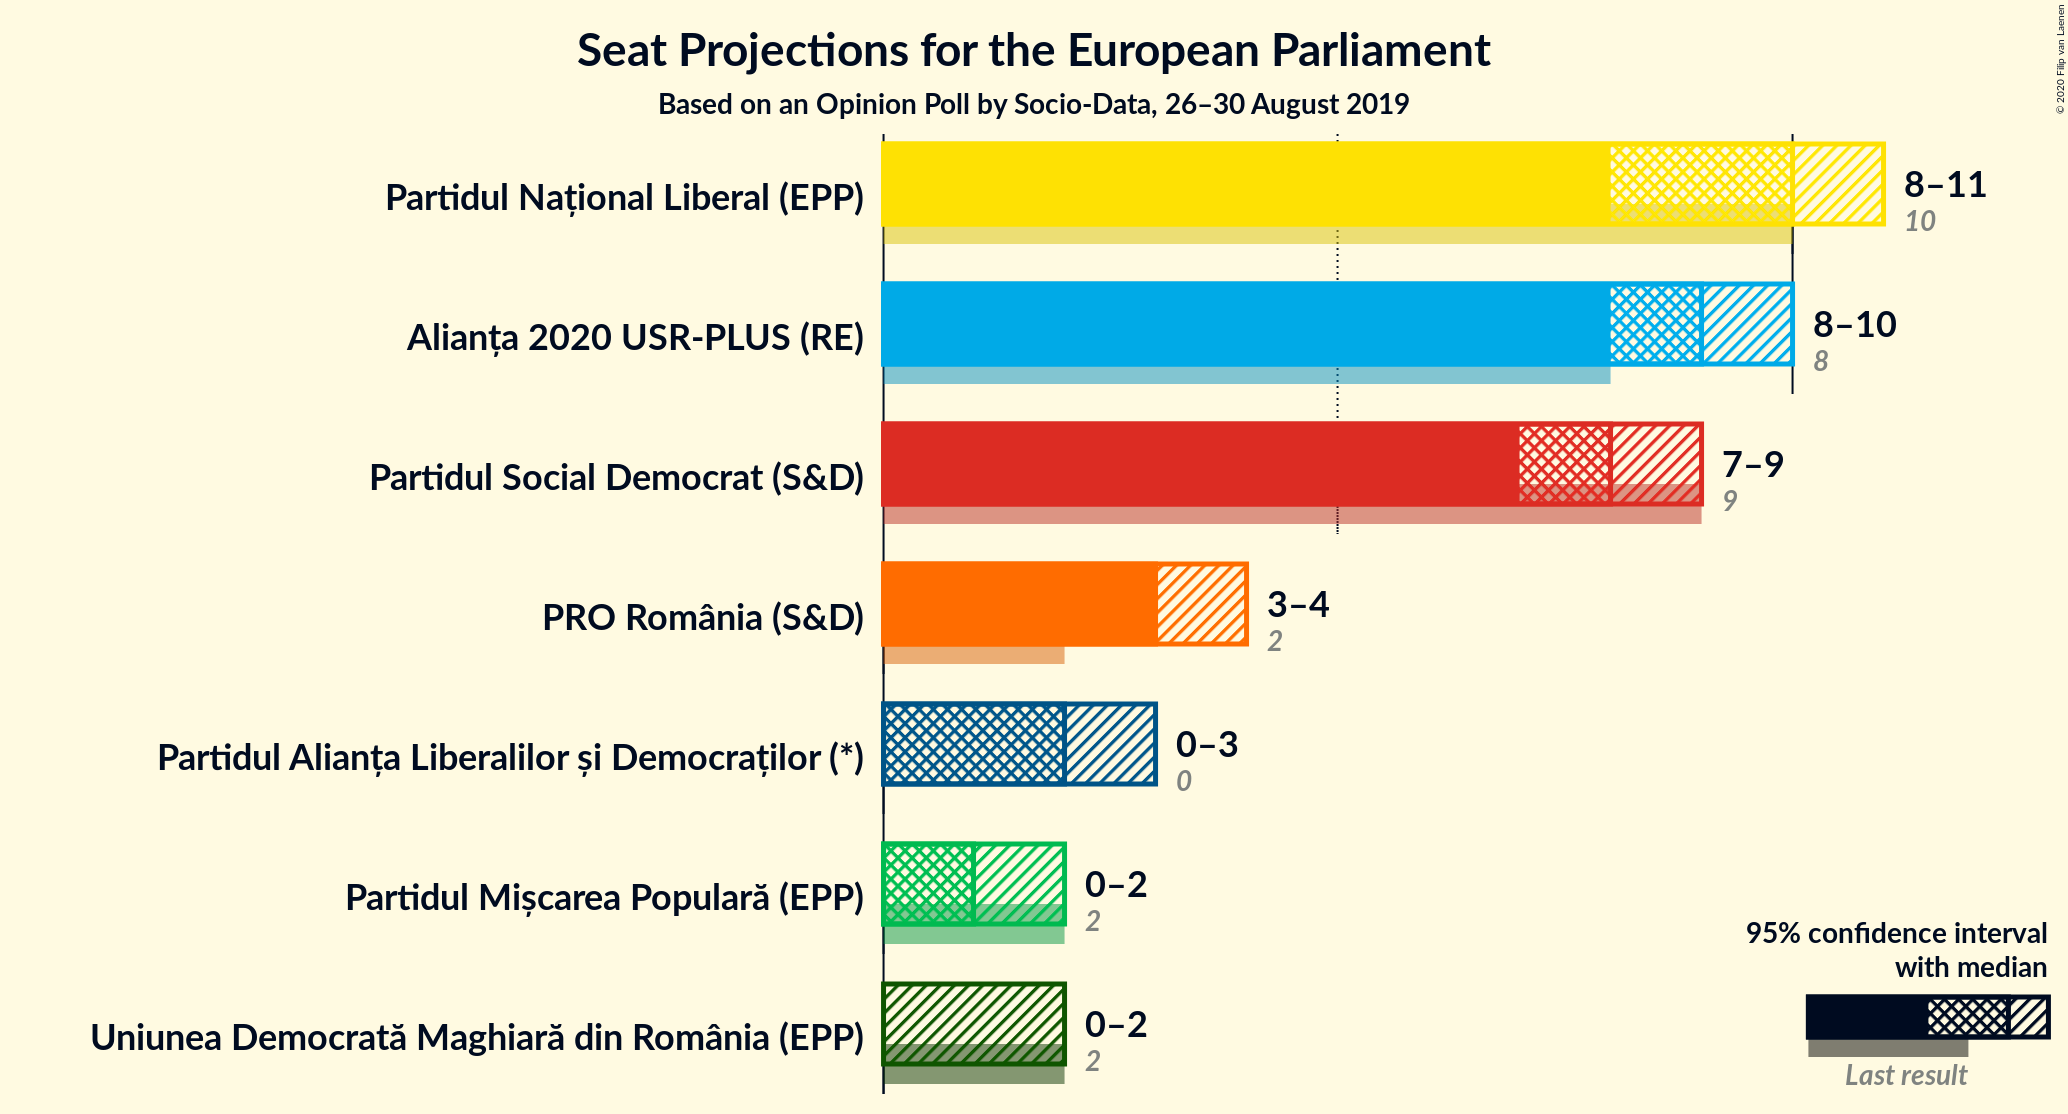 Seat Projections for the European Parliament
Based on an Opinion Poll by Socio-Data, 26–30 August 2019
© 2020 Filip van Laenen
Partidul Național Liberal (EPP)
8–11
10
Alianța 2020 USR-PLUS (RE)
8–10
8
Partidul Social Democrat (S&D)
7–9
9
PRO România (S&D)
3–4
2
Partidul Alianța Liberalilor și Democraților (*)
0–3
0
Partidul Mișcarea Populară (EPP)
0–2
2
Uniunea Democrată Maghiară din România (EPP)
0–2
2
95% confidence interval
with median
Last result